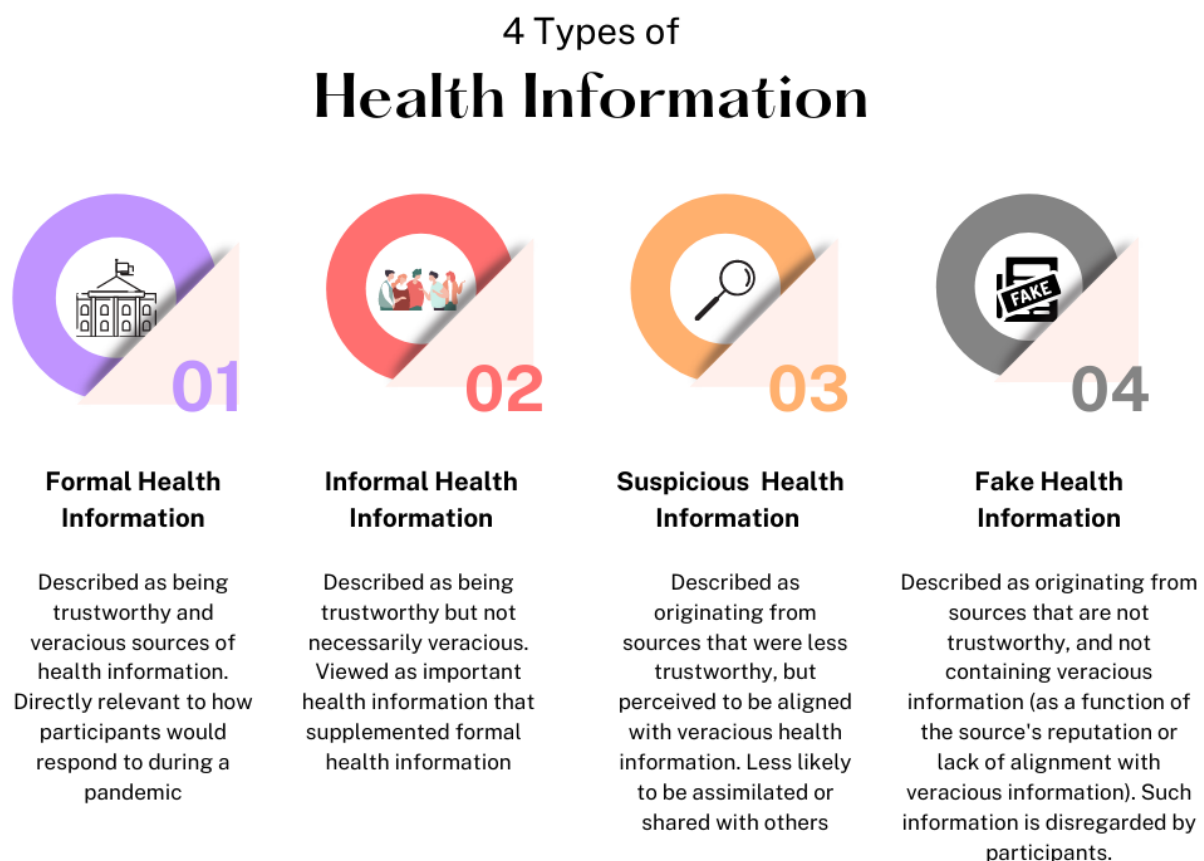 4 Types of
Health Information
01
02
03
04
FAKE
Formal Health
Information
Described as being
trustworthy and
veracious sources of
health information.
Directly relevant to how
participants would
respond to during a
pandemic
Informal Health
Information
Described as being
trustworthy but not
necessarily veracious.
Viewed as important
health information that
supplemented formal
health information
Suspicious  Health
Information
Described as
originating from
sources that were less
trustworthy, but
perceived to be aligned
with veracious health
information. Less likely
to be assimilated or
shared with others
Fake Health
Information
Described as originating from
sources that are not
trustworthy, and not
containing veracious
information (as a function of
the source's reputation or
lack of alignment with
veracious information). Such
information is disregarded by
participants.